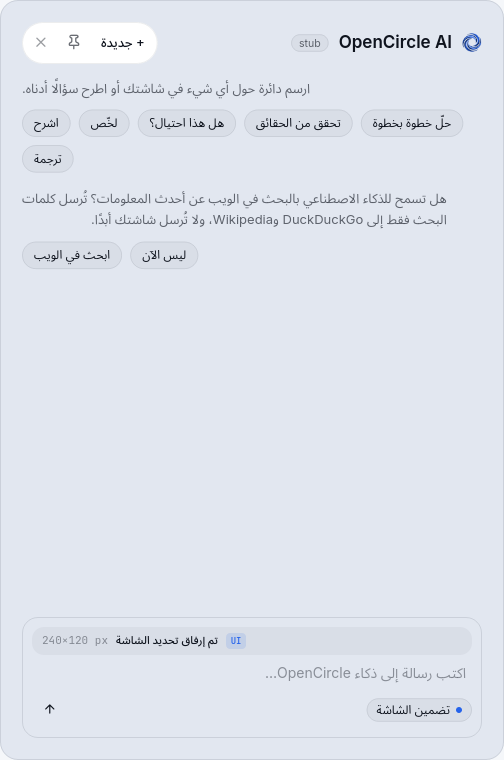 OpenCircle AI stub
+ جديدة
ارسم دائرة حول أي شيء في شاشتك أو اطرح سؤالًا أدناه.
حلّ خطوة بخطوة تحقق من الحقائق هل هذا احتيال؟ لخّص اشرح
ترجمة
هل تسمح للذكاء الاصطناعي بالبحث في الويب عن أحدث المعلومات؟ تُرسل كلمات
البحث فقط إلى DuckDuckGo وWikipedia، ولا تُرسل شاشتك أبدًا.
ليس الآن ابحث في الويب
UI تم إرفاق تحديد الشاشة 240×120 px
اكتب رسالة إلى ذكاء OpenCircle...
تضمين الشاشة